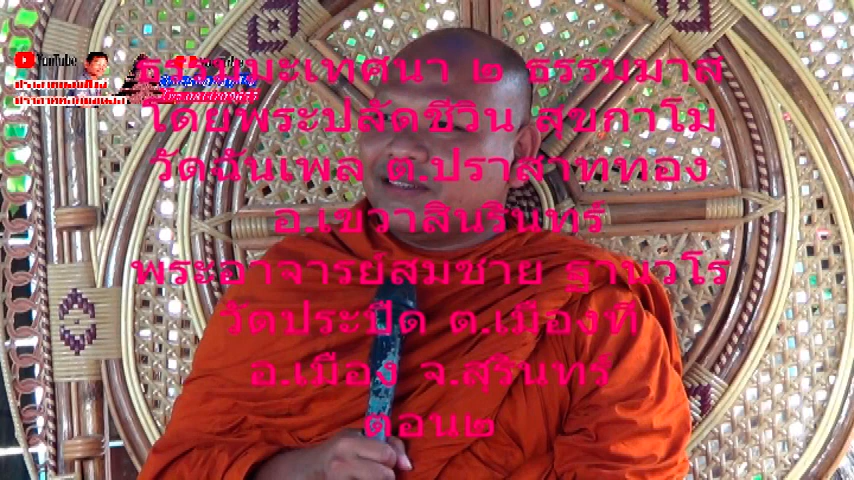 YouTube
ธรรมมะเทศนา ๒ ธรรมมาส
โดยพระปลัดชีวิน สุขกาโม
วัดฉันเพล ต.ปราสาททอง
อ.เขวาสินรินทร์
พระอาจารย์สมชาย ฐานวโร
วัดประปืด ต.เมืองที
อ.เมือง จ.สุรินทร์
ตอน๒